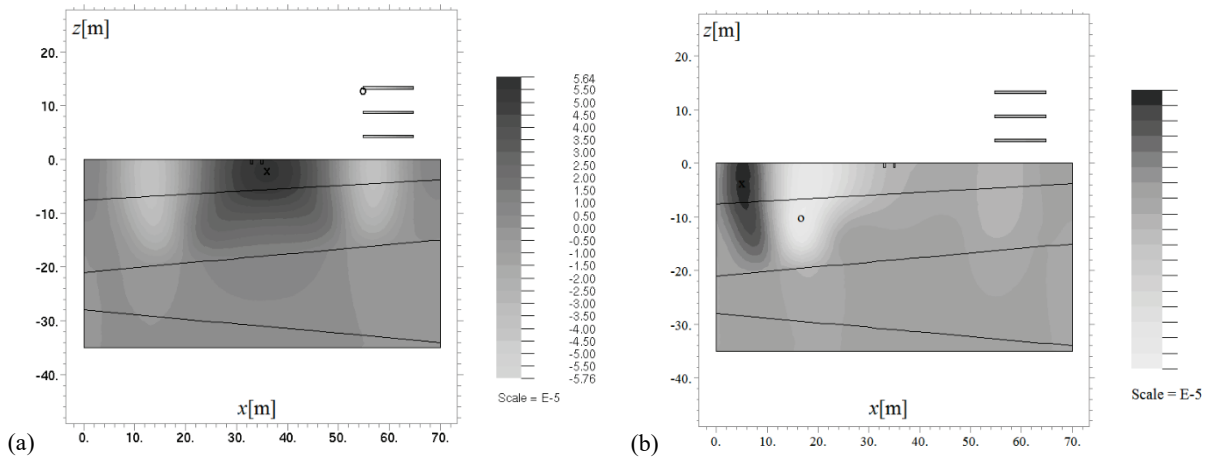 z[m]
20.
10.
0.
-10.
-20.
-30.
-40.
x[m]
0. 10. 20. 30. 40. 50. 60. 70.
o
x
5.64
5.50
5.00
4.50
4.00
3.50
3.00
2.50
2.00
1.50
1.00
0.50
0.00
-0.50
-1.00
-1.50
-2.00
-2.50
-3.00
-3.50
-4.00
-4.50
-5.00
-5.50
-5.76
Scale = E-5
(a)
z[m]
20.
10.
0.
-10.
-20.
-30.
-40.
x[m]
0. 10. 20. 30. 40. 50. 60. 70.
x
o
Scale = E-5
(b)